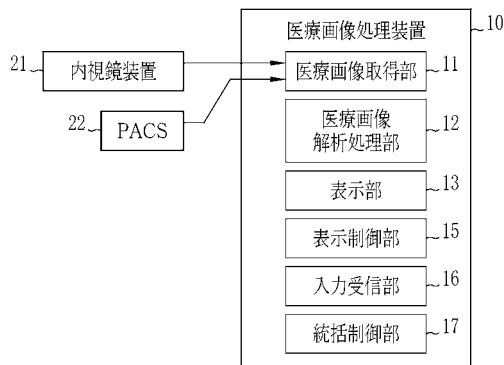 医療画像処理装置
10
21
内視鏡装置
医療画像取得部
11
22
PACS
医療画像
解析処理部
12
表示部
13
表示制御部
15
入力受信部
16
統括制御部
17